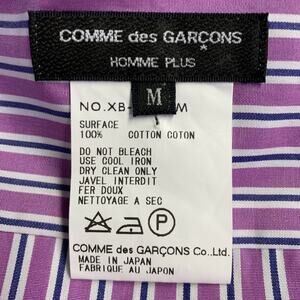 COMME des GARÇONS
HOMME PLUS
M
NO. XB-
SURFACE
100% COTTON COTON
DO NOT BLEACH
USE COOL IRON
DRY CLEAN ONLY
JAVEL INTERDIT
FER DOUX
NETTOYAGE A SEC
P
COMME des GARÇONS Co., Ltd.
MADE IN JAPAN
FABRIQUE AU JAPON